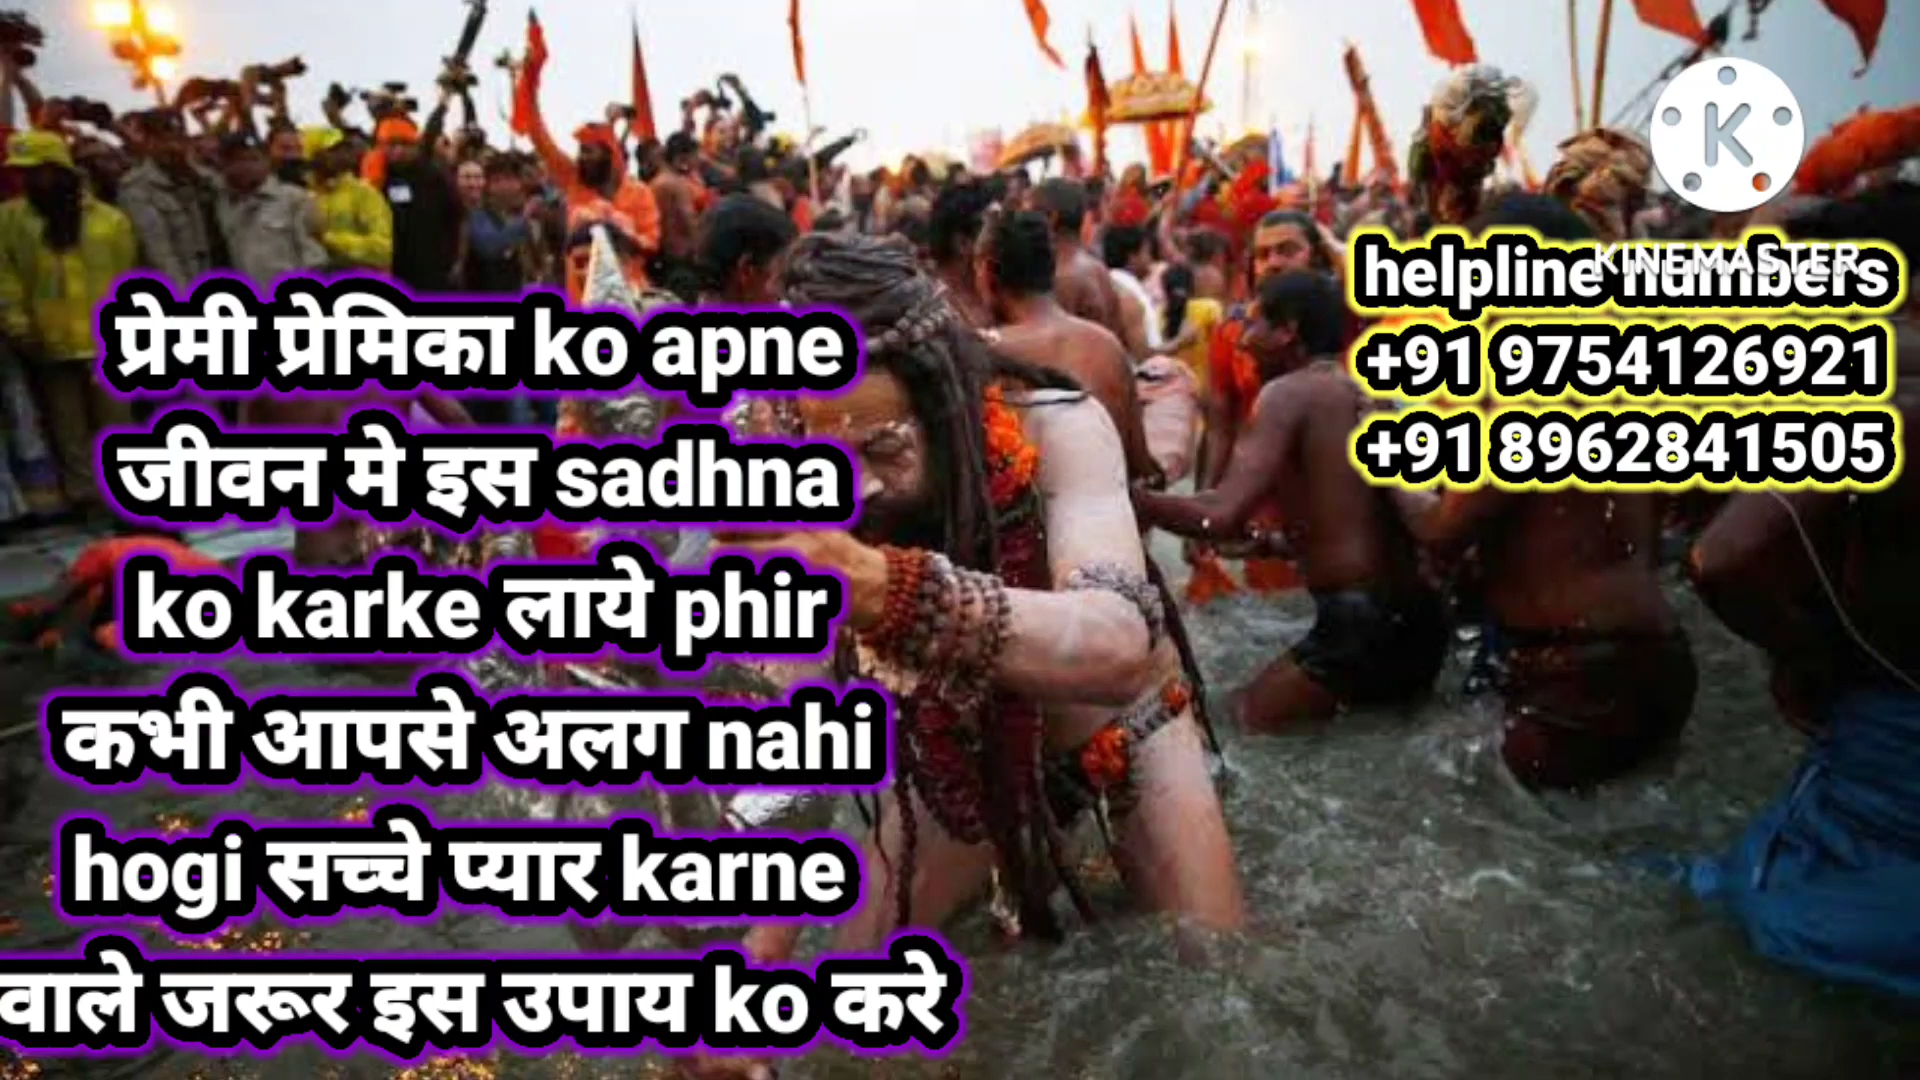 प्रेमी प्रेमिका ko apne
जीवन मे इस sadhna
ko karke लाये phir
कभी आपसे अलग nahi
hogi सच्चे प्यार karne
वाले जरूर इस उपाय ko करे
K
KINEMASTER
helpline numbers
+91 9754126921
+91 8962841505